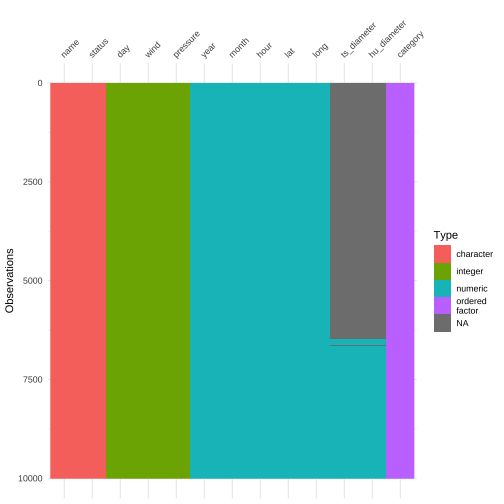 name
status
day
wind
pressure
year
month
hour
lat
long
ts_diameter
hu_diameter
category
0
2500
5000
7500
10000
Observations
Type
character
integer
numeric
ordered
factor
NA